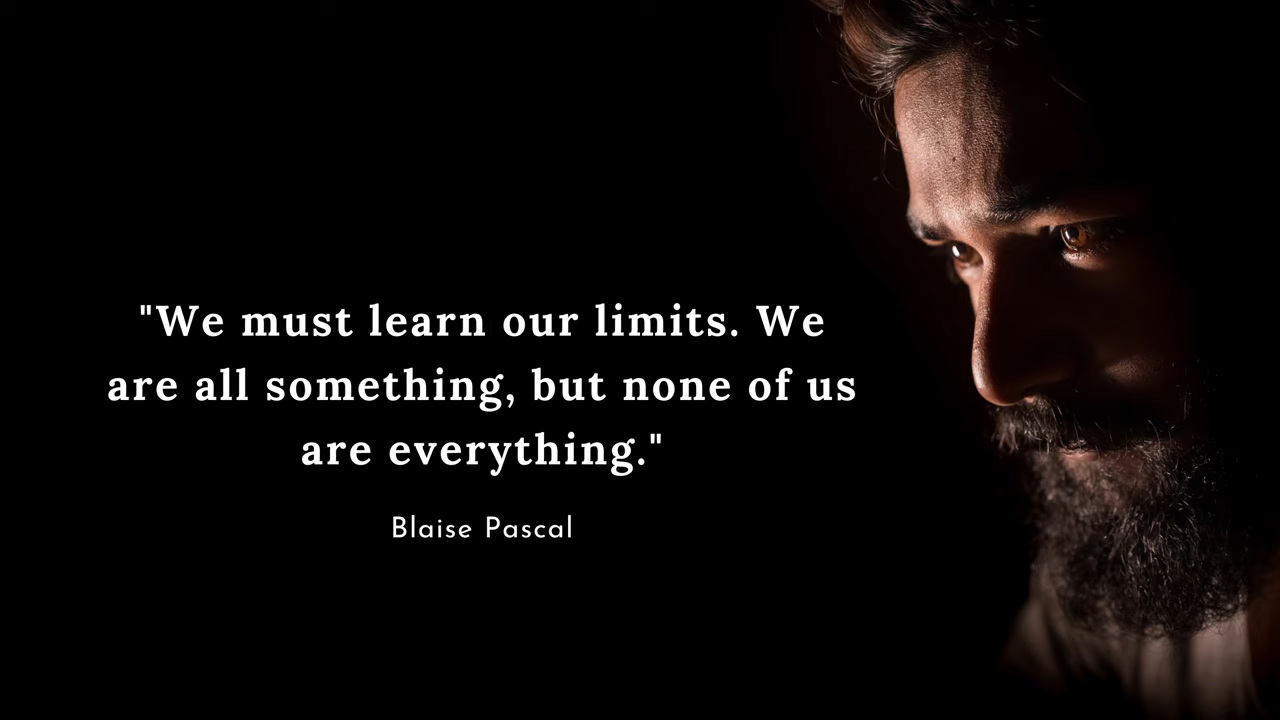 "We must learn our limits. We
are all something, but none of us
are everything."
Blaise Pascal